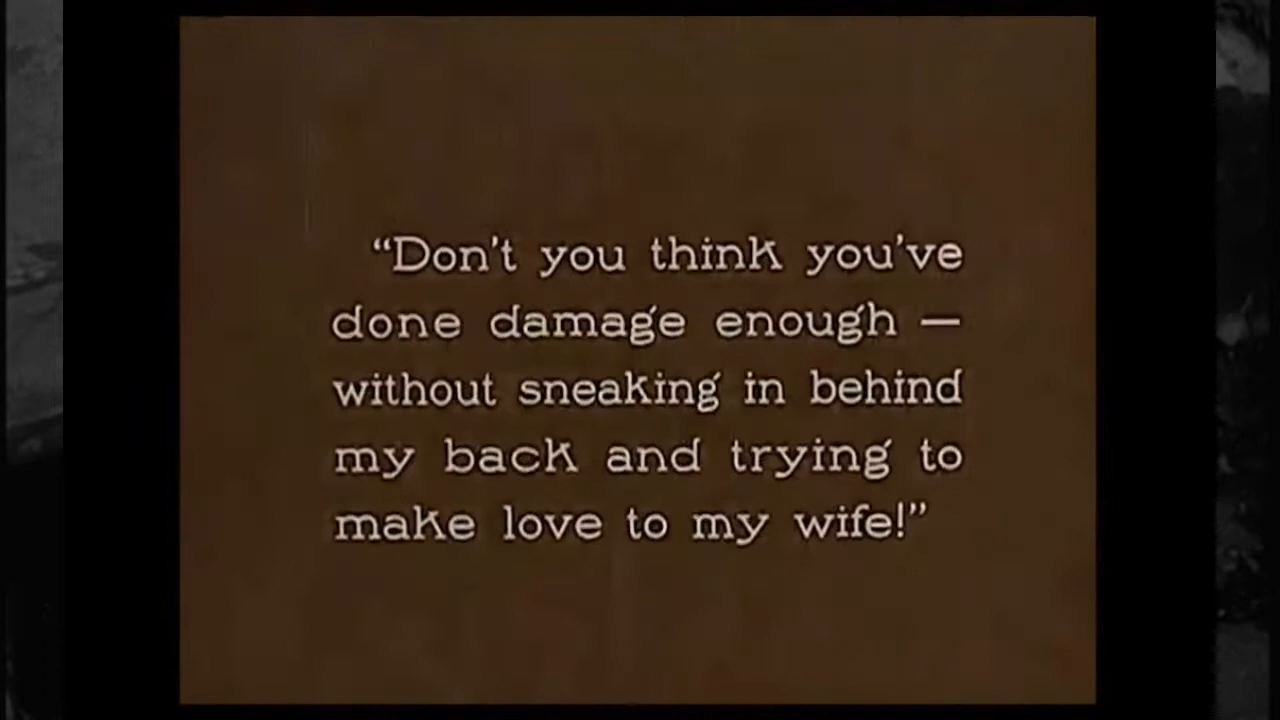 “Don't you think you've
done damage enough —
without sneaking in behind
my back and trying to
make love to my wife!”